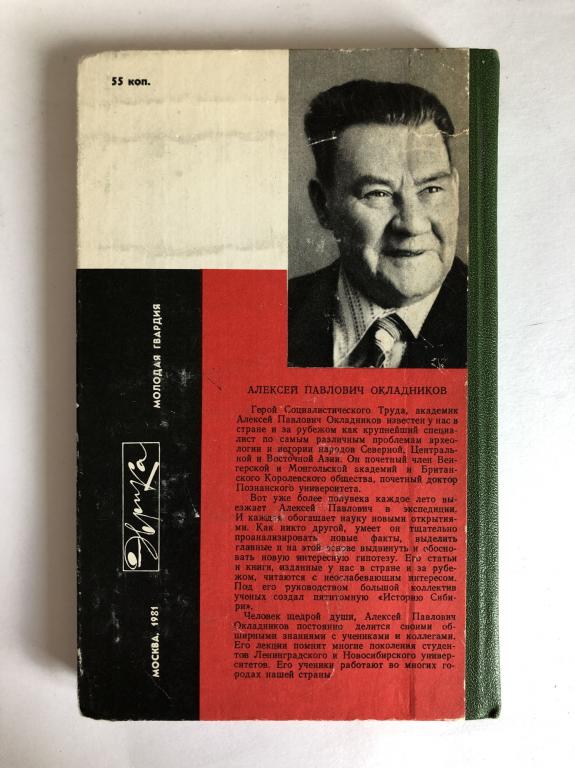 55 коп.
МОЛОДАЯ ГВАРДИЯ
Эврика
МОСКВА, 1981
АЛЕКСЕЙ ПАВЛОВИЧ ОКЛАДНИКОВ
Герой Социалистического Труда, академик
Алексей Павлович Окладников известен у нас в
стране и за рубежом как крупнейший специа-
лист по самым различным проблемам архео-
логии и истории народов Северной, Централь-
ной и Восточной Азии. Он почетный член Вен-
герской и Монгольской академий и Британ-
ского Королевского общества, почетный доктор
Познанского университета.
Вот уже более полувека каждое лето вы-
езжает Алексей Павлович в экспедиции.
И каждая обогащает науку новыми открытия-
ми. Как никто другой, умеет он тщательно
проанализировать новые факты, выделить
главные и на этой основе выдвинуть и обосно-
вать новую интересную гипотезу. Его статьи
и книги, изданные у нас в стране и за рубе-
жом, читаются с неослабевающим интересом.
Под его руководством большой коллектив
ученых создал пятитомную «Историю Сиби-
ри».
Человек щедрой души, Алексей Павлович
Окладников постоянно делится своими об-
ширными знаниями с учениками и коллегами.
Его лекции помнят многие поколения студен-
тов Ленинградского и Новосибирского универ-
ситетов. Его ученики работают во многих го-
родах нашей страны.